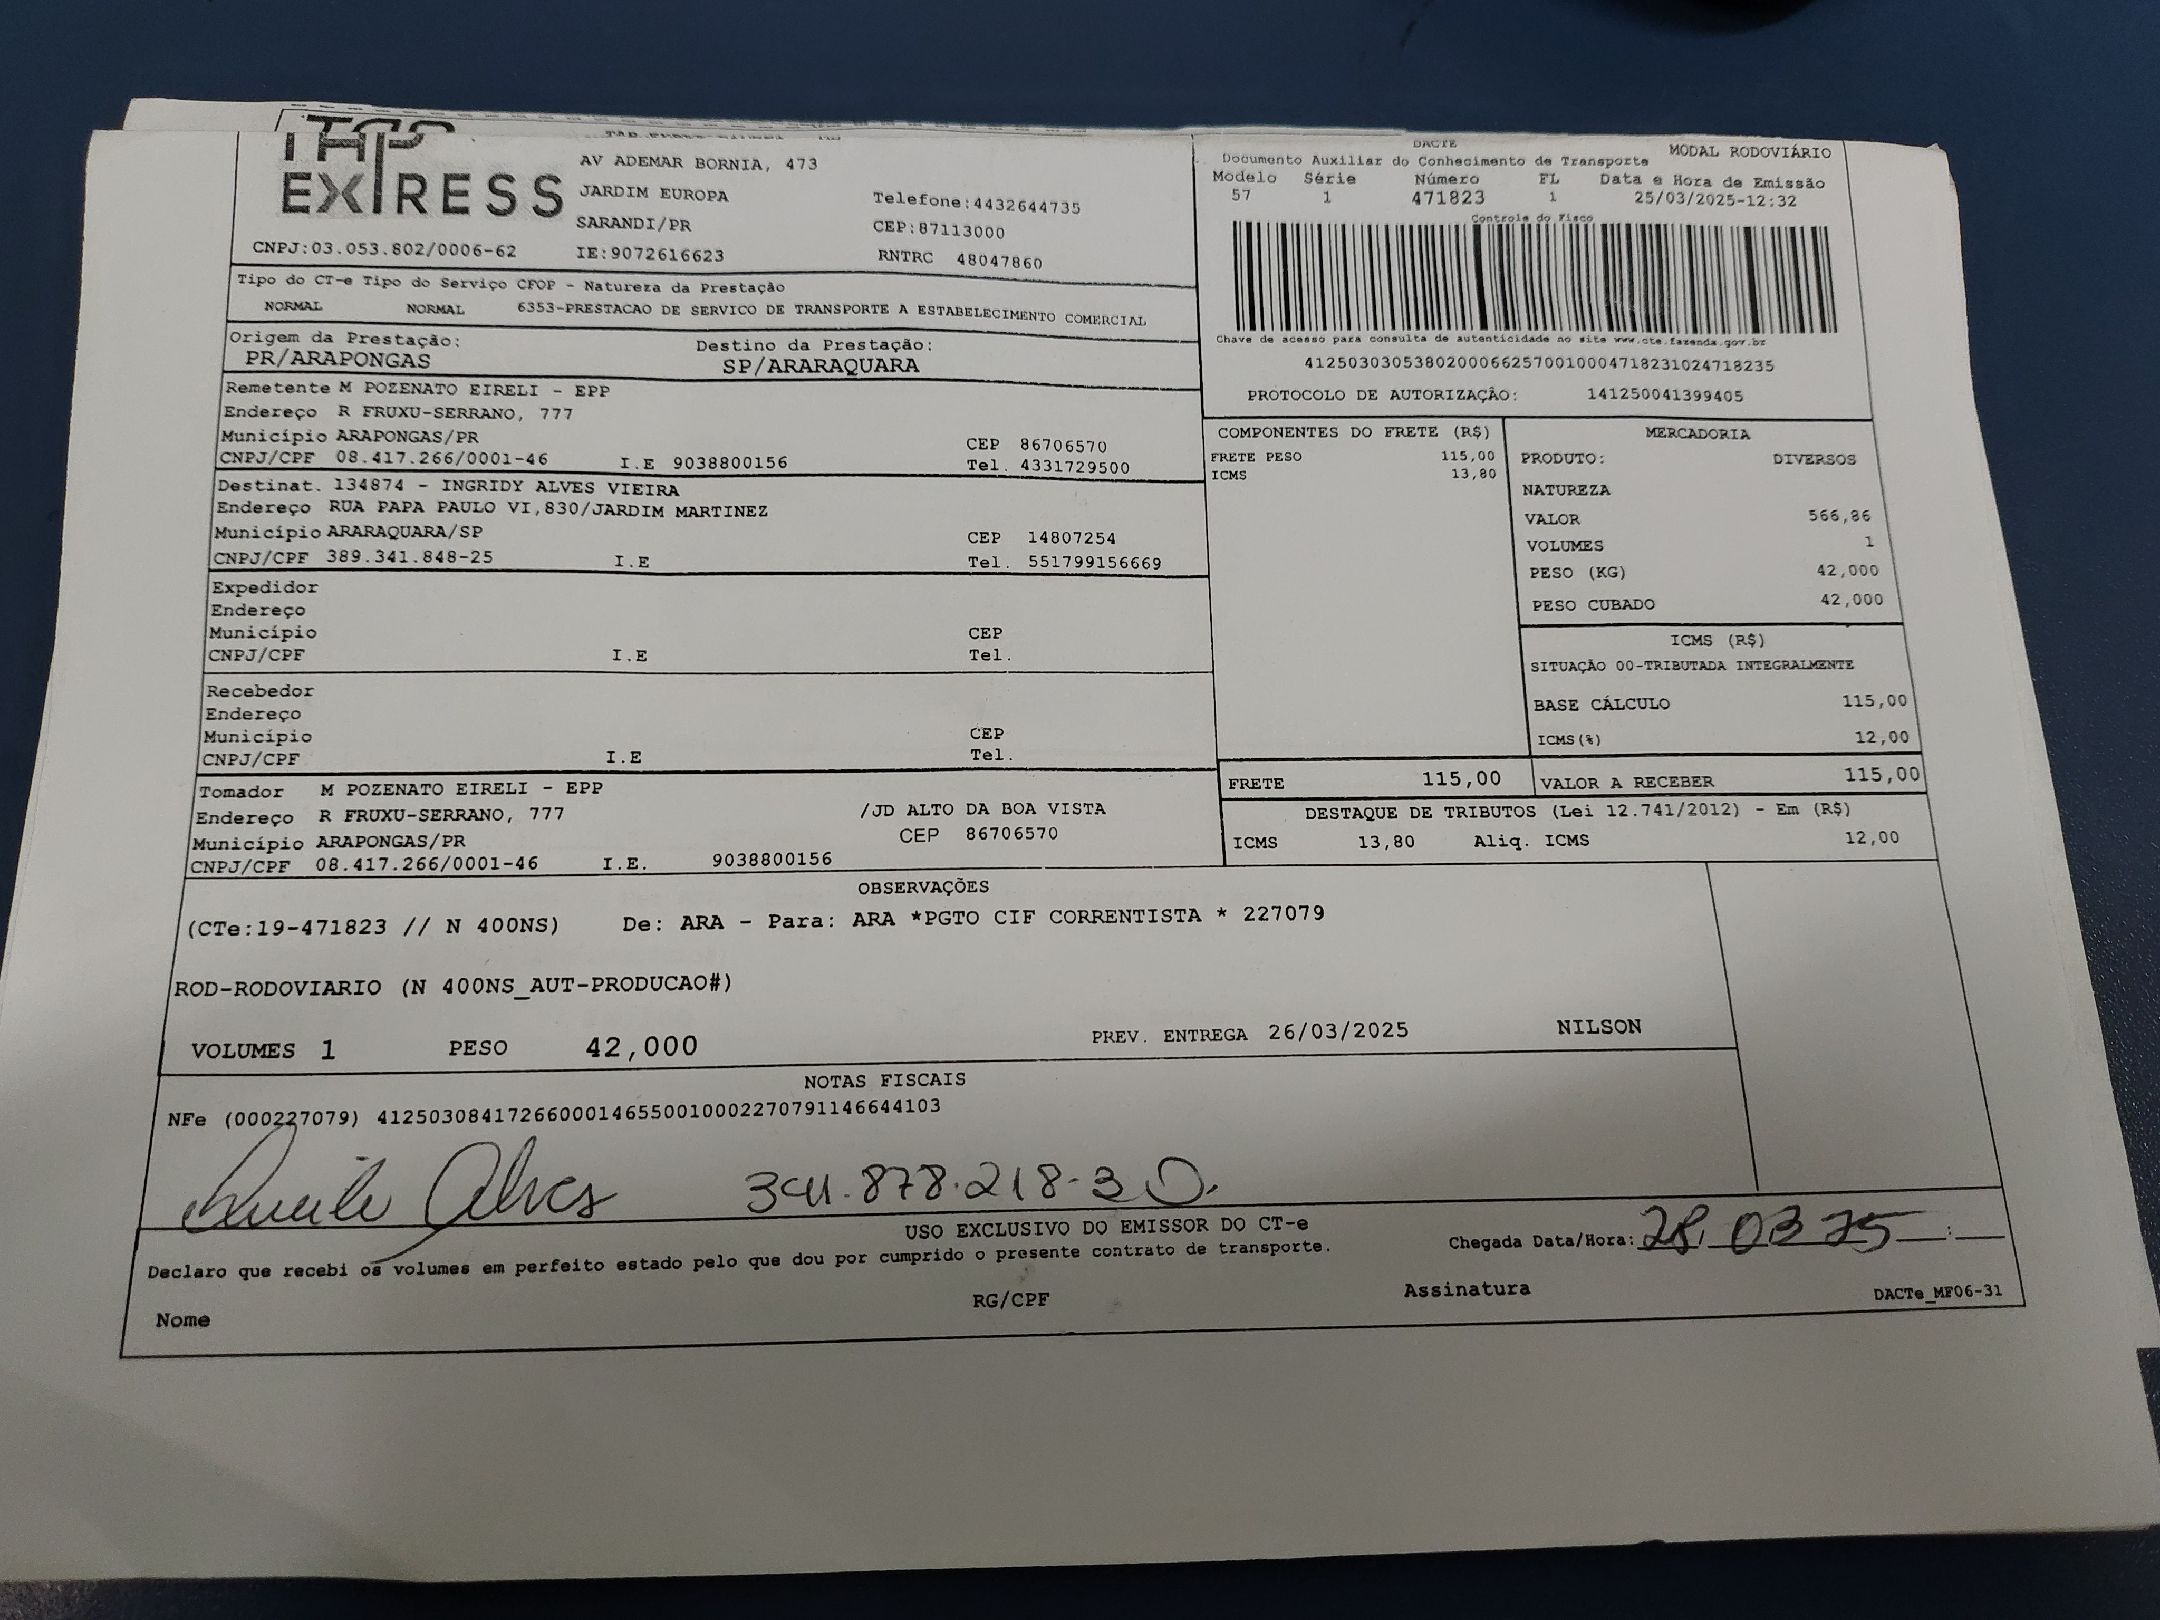 TAP
EXPRESS
AV ADEMAR BORNIA, 473
JARDIM EUROPA
SARANDI/PR
Telefone:4432644735
CEP:87113000
CNPJ:03.053.802/0006-62 IE:9072616623 RNTRC 48047860
DACTE
Documento Auxiliar do Conhecimento de Transporte MODAL RODOVIÁRIO
Modelo Série Número FL Data e Hora de Emissão
57 1 471823 1 25/03/2025-12:32
Controle do Fisco
Chave de acesso para consulta de autenticidade no site www.cte.fazenda.gov.br
41250303053802000662570010004718231024718235
PROTOCOLO DE AUTORIZAÇÃO: 141250041399405
Tipo do CT-e Tipo do Serviço CFOP - Natureza da Prestação
NORMAL NORMAL 6353-PRESTACAO DE SERVICO DE TRANSPORTE A ESTABELECIMENTO COMERCIAL
Origem da Prestação: Destino da Prestação:
PR/ARAPONGAS SP/ARARAQUARA
Remetente M POZENATO EIRELI - EPP
Endereço R FRUXU-SERRANO, 777
Município ARAPONGAS/PR CEP 86706570
CNPJ/CPF 08.417.266/0001-46 I.E 9038800156 Tel. 4331729500
Destinat. 134874 - INGRIDY ALVES VIEIRA
Endereço RUA PAPA PAULO VI,830/JARDIM MARTINEZ
Município ARARAQUARA/SP CEP 14807254
CNPJ/CPF 389.341.848-25 I.E Tel. 551799156669
Expedidor
Endereço
Município CEP
CNPJ/CPF I.E Tel.
Recebedor
Endereço
Município CEP
CNPJ/CPF I.E Tel.
Tomador M POZENATO EIRELI - EPP
Endereço R FRUXU-SERRANO, 777 /JD ALTO DA BOA VISTA
Município ARAPONGAS/PR CEP 86706570
CNPJ/CPF 08.417.266/0001-46 I.E. 9038800156
COMPONENTES DO FRETE (R$)
FRETE PESO 115,00
ICMS 13,80
MERCADORIA
PRODUTO: DIVERSOS
NATUREZA
VALOR 566,86
VOLUMES 1
PESO (KG) 42,000
PESO CUBADO 42,000
ICMS (R$)
SITUAÇÃO 00-TRIBUTADA INTEGRALMENTE
BASE CÁLCULO 115,00
ICMS(%) 12,00
FRETE 115,00 VALOR A RECEBER 115,00
DESTAQUE DE TRIBUTOS (Lei 12.741/2012) - Em (R$)
ICMS 13,80 Aliq. ICMS 12,00
OBSERVAÇÕES
(CTe:19-471823 // N 400NS) De: ARA - Para: ARA *PGTO CIF CORRENTISTA * 227079
ROD-RODOVIARIO (N 400NS_AUT-PRODUCAO#)
VOLUMES 1 PESO 42,000 PREV. ENTREGA 26/03/2025 NILSON
NOTAS FISCAIS
NFe (000227079) 41250308417266000146550010002270791146644103
Alves 341.878.218-30.
USO EXCLUSIVO DO EMISSOR DO CT-e
Declaro que recebi os volumes em perfeito estado pelo que dou por cumprido o presente contrato de transporte.
Chegada Data/Hora: 28 03 25 :
Nome RG/CPF Assinatura DACTe_MF06-31